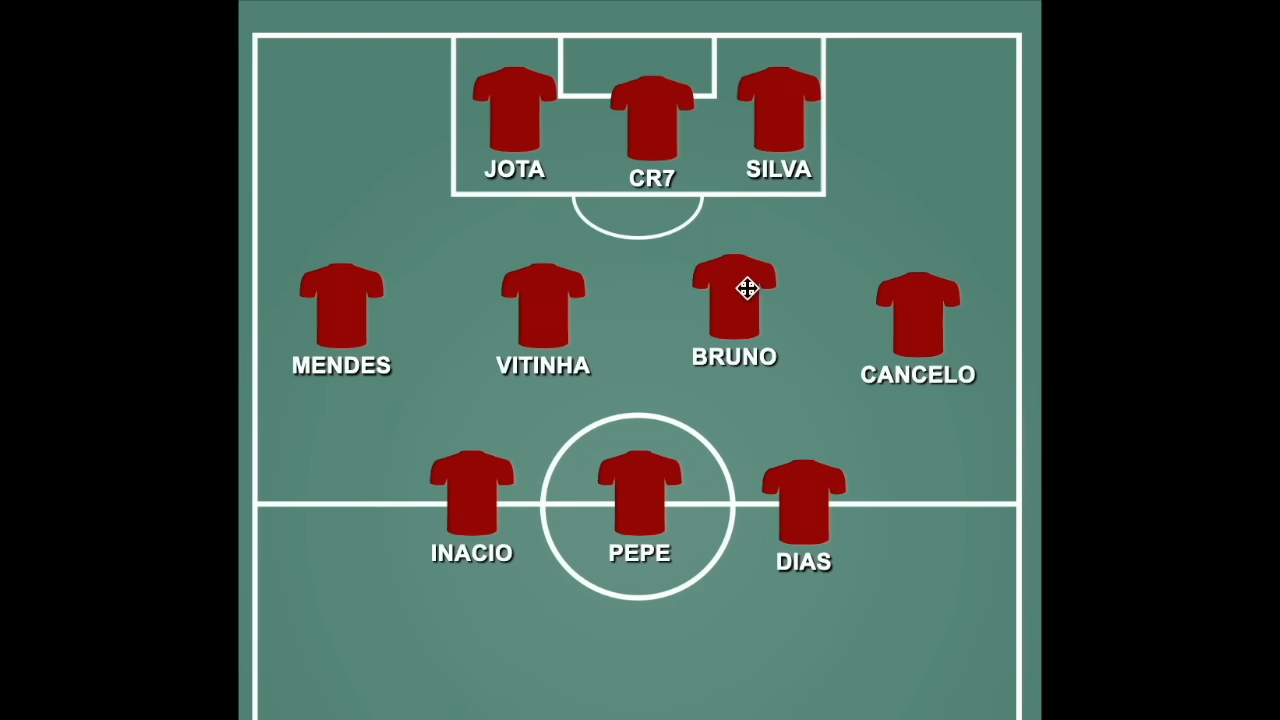 JOTA
CR7
SILVA
MENDES
VITINHA
BRUNO
CANCELO
INACIO
PEPE
DIAS